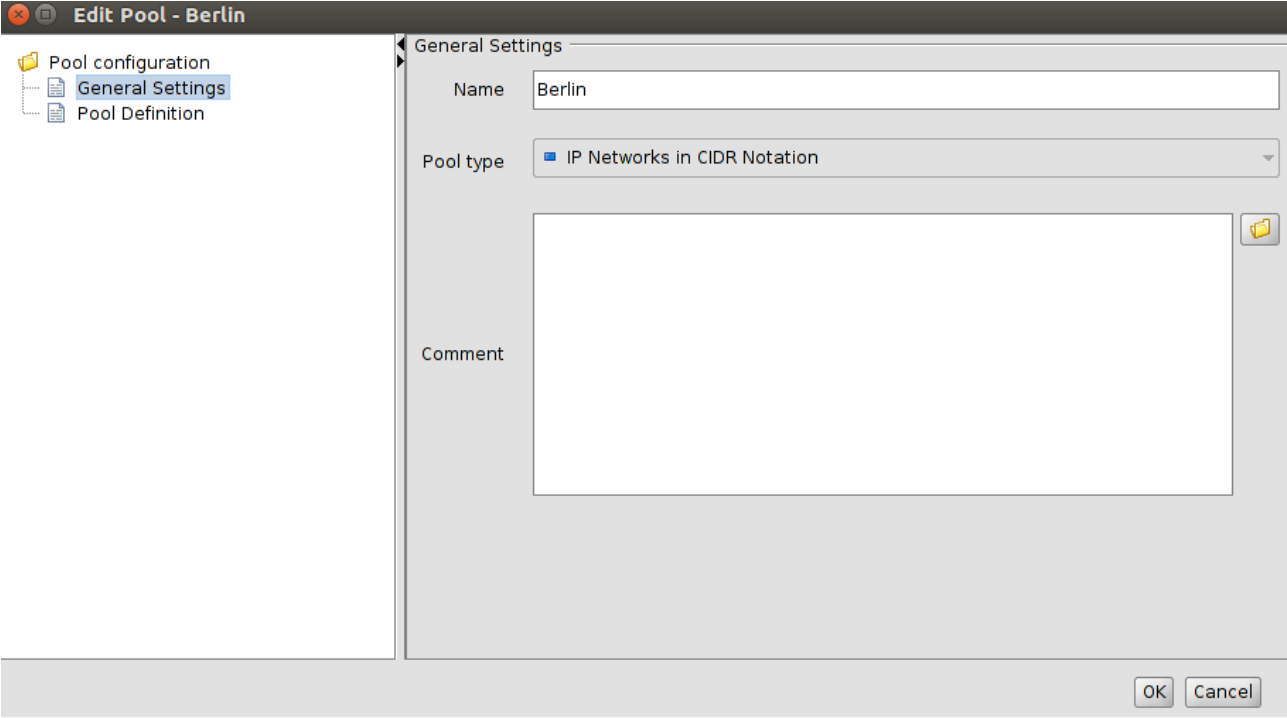 Edit Pool - Berlin
Pool configuration
General Settings
Pool Definition
General Settings
Name
Berlin
Pool type
IP Networks in CIDR Notation
Comment
OK
Cancel